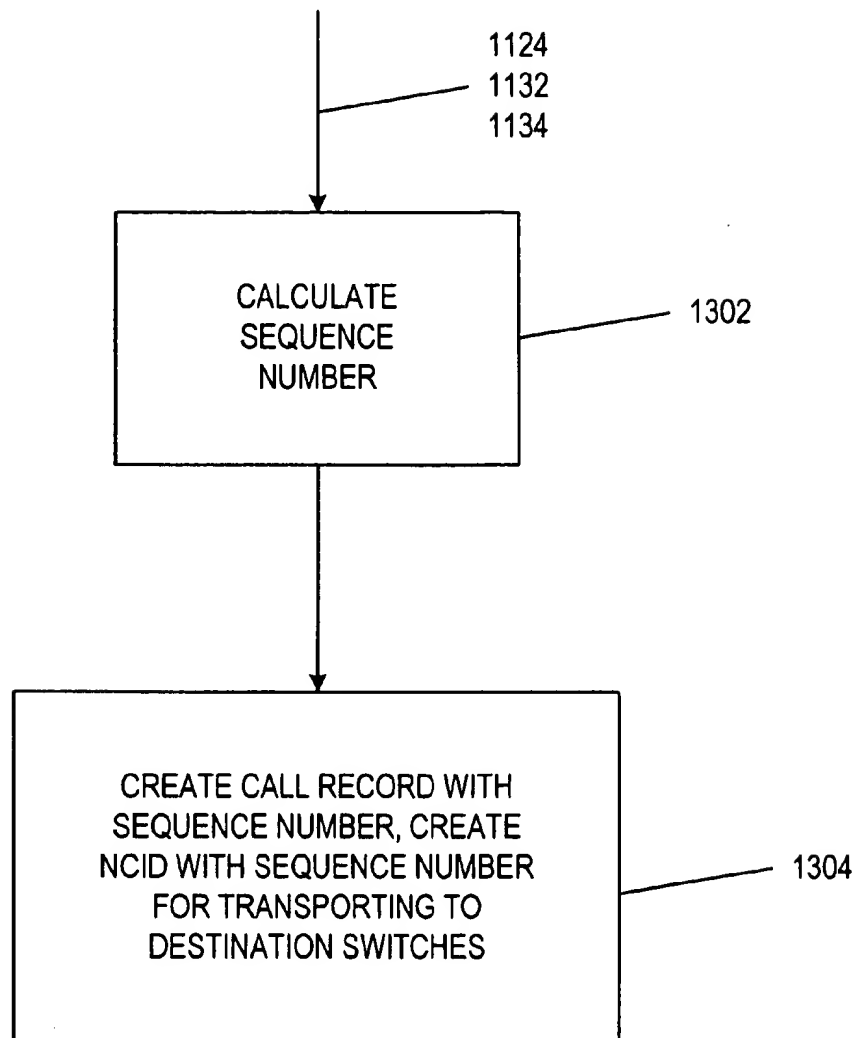 1124
1132
1134
CALCULATE
SEQUENCE
NUMBER
1302
CREATE CALL RECORD WITH
SEQUENCE NUMBER, CREATE
NCID WITH SEQUENCE NUMBER
FOR TRANSPORTING TO
DESTINATION SWITCHES
1304